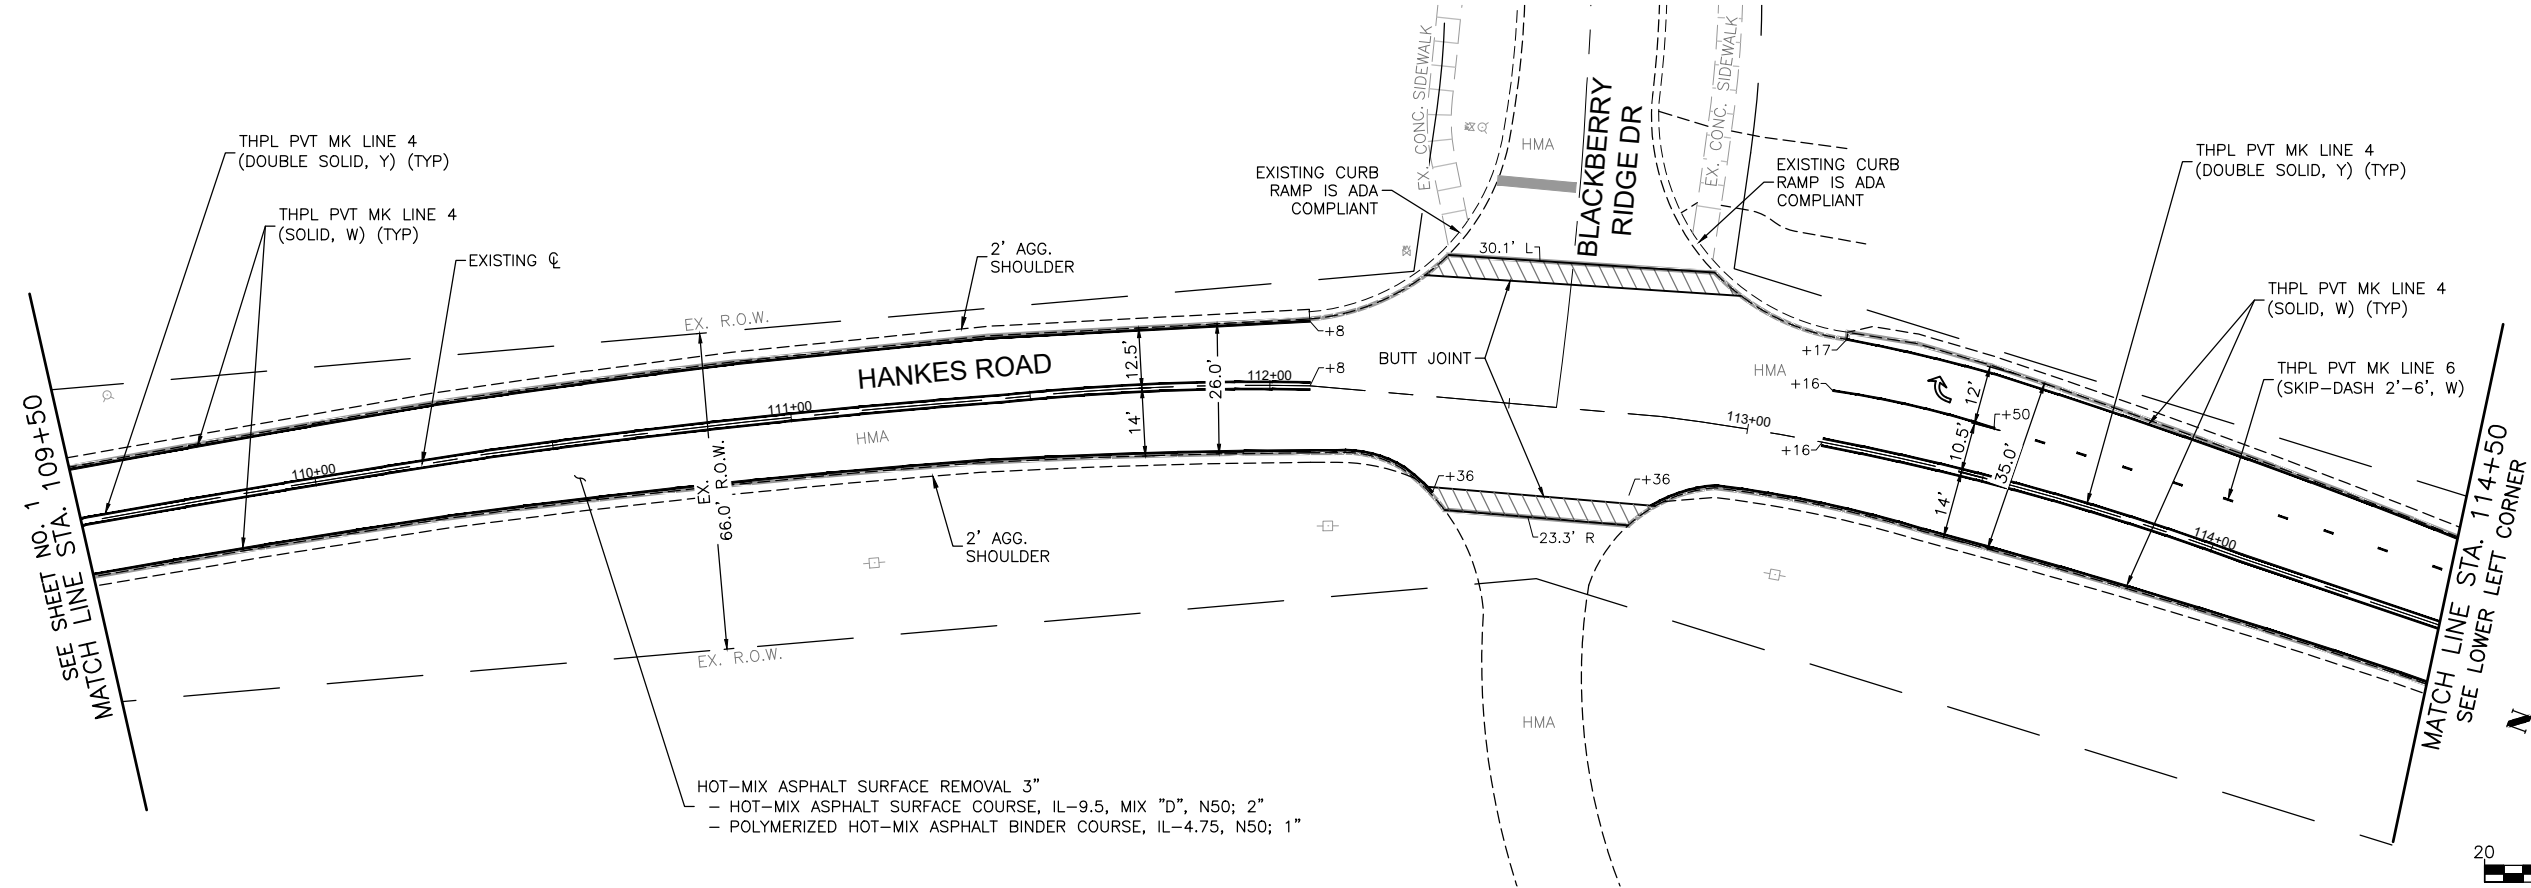 THPL PVT MK LINE 4
(DOUBLE SOLID, Y) (TYP)
THPL PVT MK LINE 4
(SOLID, W) (TYP)
EXISTING ℄
2' AGG.
SHOULDER
EX. R.O.W.
EXISTING CURB
RAMP IS ADA
COMPLIANT
EX. CONC. SIDEWALK
HMA
BLACKBERRY
RIDGE DR
EX. CONC. SIDEWALK
EXISTING CURB
RAMP IS ADA
COMPLIANT
THPL PVT MK LINE 4
(DOUBLE SOLID, Y) (TYP)
THPL PVT MK LINE 4
(SOLID, W) (TYP)
THPL PVT MK LINE 6
(SKIP-DASH 2'-6', W)
30.1' L
+8
+8
BUTT JOINT
HANKES ROAD
12.5'
14'
26.0'
110+00
111+00
112+00
113+00
114+00
HMA
HMA
+17
+16
+16
+50
12'
10.5'
14'
35.0'
+36
+36
23.3' R
EX. R.O.W.
66.0'
2' AGG.
SHOULDER
EX. R.O.W.
HMA
SEE SHEET NO. 1
MATCH LINE STA. 109+50
MATCH LINE STA. 114+50
SEE LOWER LEFT CORNER
HOT-MIX ASPHALT SURFACE REMOVAL 3"
- HOT-MIX ASPHALT SURFACE COURSE, IL-9.5, MIX "D", N50; 2"
- POLYMERIZED HOT-MIX ASPHALT BINDER COURSE, IL-4.75, N50; 1"
N
20